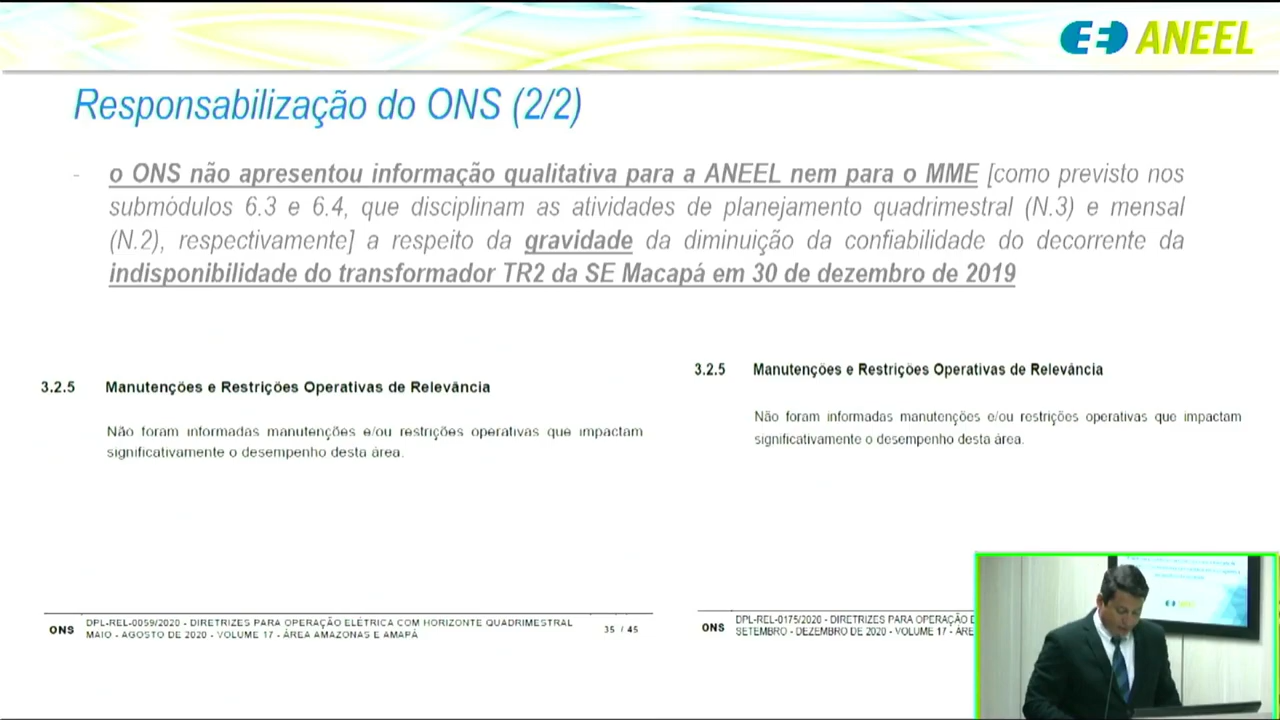 ANEEL
Responsabilização do ONS (2/2)
- o ONS não apresentou informação qualitativa para a ANEEL nem para o MME [como previsto nos
submódulos 6.3 e 6.4, que disciplinam as atividades de planejamento quadrimestral (N.3) e mensal
(N.2), respectivamente] a respeito da gravidade da diminuição da confiabilidade do decorrente da
indisponibilidade do transformador TR2 da SE Macapá em 30 de dezembro de 2019
3.2.5 Manutenções e Restrições Operativas de Relevância
Não foram informadas manutenções e/ou restrições operativas que impactam
significativamente o desempenho desta área.
ONS DPL-REL-0059/2020 - DIRETRIZES PARA OPERAÇÃO ELÉTRICA COM HORIZONTE QUADRIMESTRAL
MAIO - AGOSTO DE 2020 - VOLUME 17 - ÁREA AMAZONAS E AMAPÁ 35 / 45
3.2.5 Manutenções e Restrições Operativas de Relevância
Não foram informadas manutenções e/ou restrições operativas que impactam
significativamente o desempenho desta área.
ONS DPL-REL-0175/2020 - DIRETRIZES PARA OPERAÇÃO
SETEMBRO - DEZEMBRO DE 2020 - VOLUME 17 - ÁRE